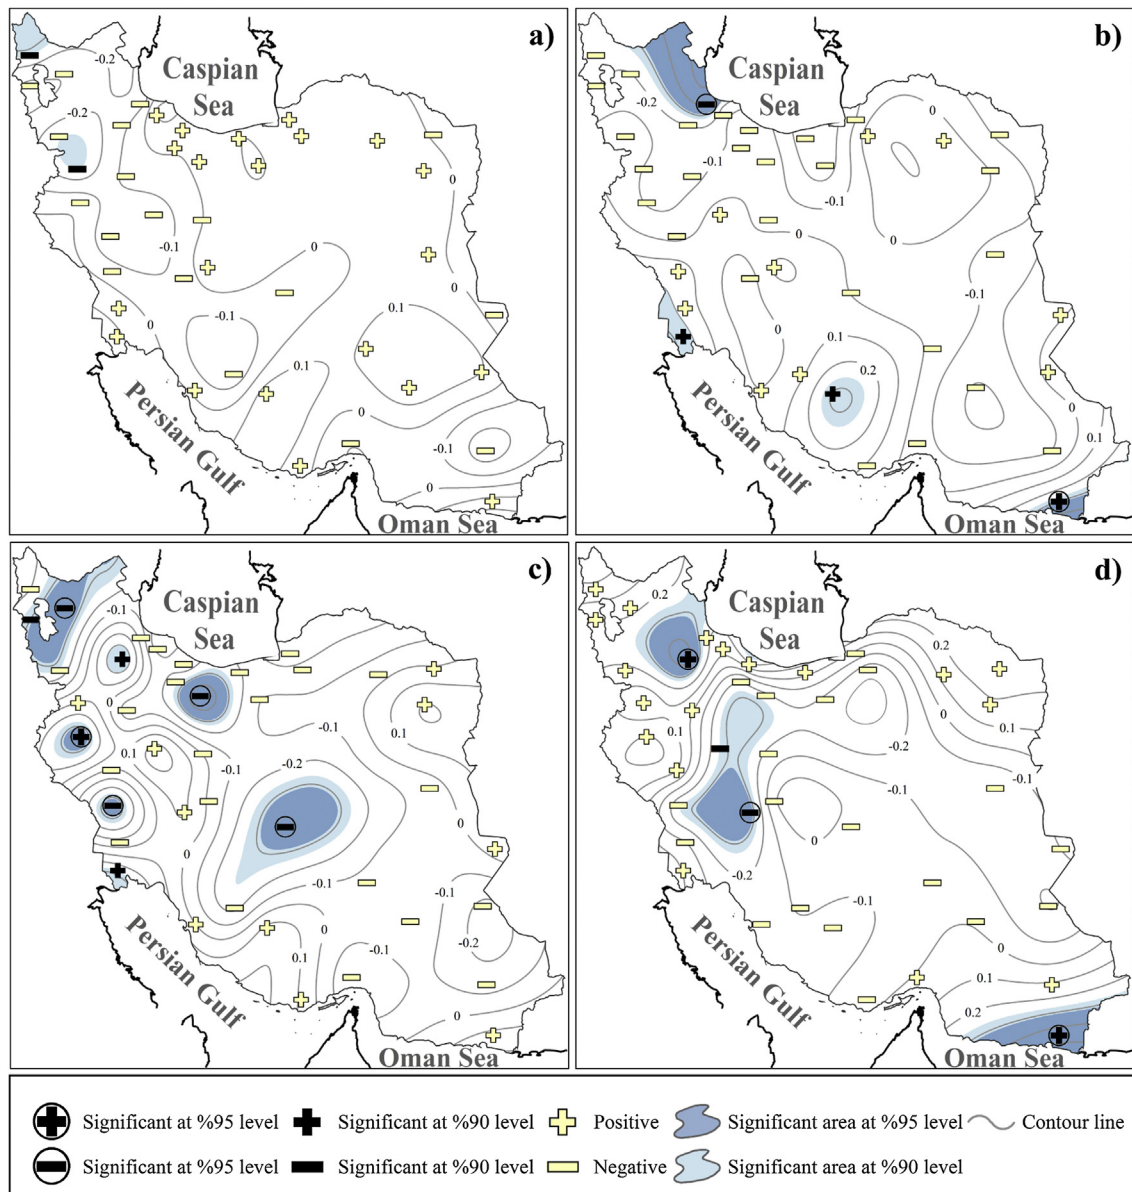 a)
Caspian
Sea
-0.2
-0.2
0
-0.1
0
0
-0.1
0.1
0
0.1
0
-0.1
0
Persian Gulf
Oman Sea
b)
Caspian
Sea
-0.2
0
-0.1
-0.1
0
0
-0.1
0
0.1
0.2
0
0.1
Persian Gulf
Oman Sea
c)
Caspian
Sea
-0.1
0
0.1
-0.1
-0.1
-0.2
0
0
-0.1
-0.1
0
-0.1
-0.2
0.1
0
Persian Gulf
Oman Sea
d)
Caspian
Sea
0.2
0.2
0.1
0.1
-0.2
-0.1
-0.1
0
-0.2
-0.1
0
0.1
0.2
Persian Gulf
Oman Sea
Significant at %95 level Significant at %90 level Positive Significant area at %95 level Contour line
Significant at %95 level Significant at %90 level Negative Significant area at %90 level